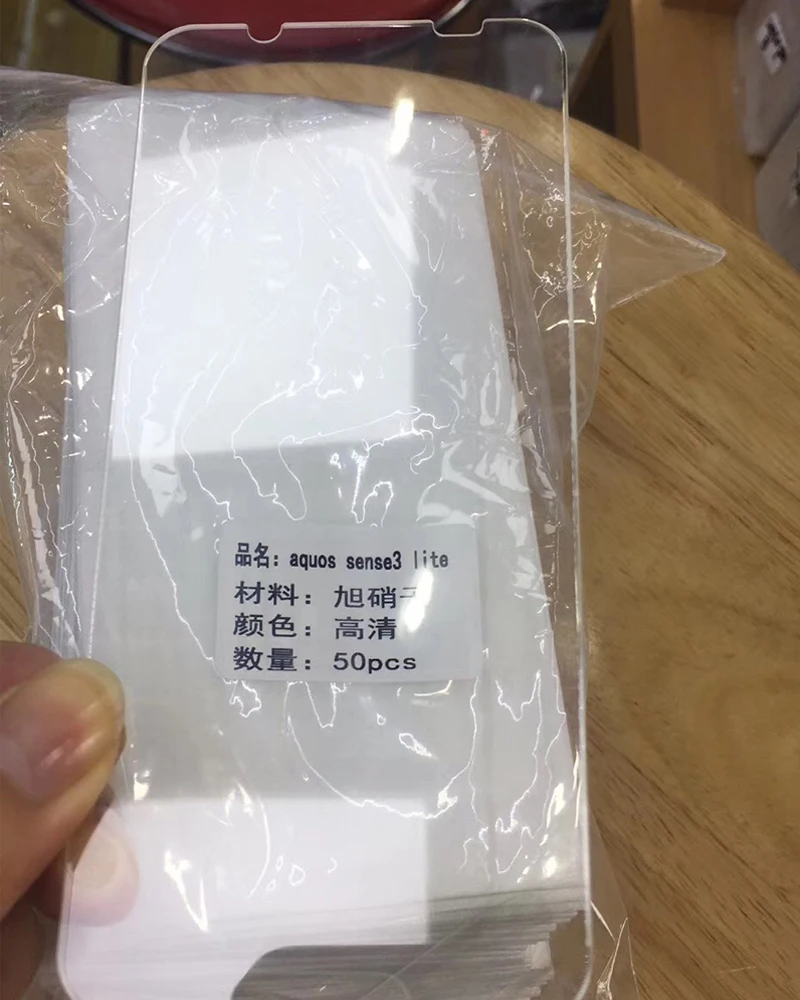 品名：aquos sense3 lite
材料：旭硝子
颜色：高清
数量：50pcs